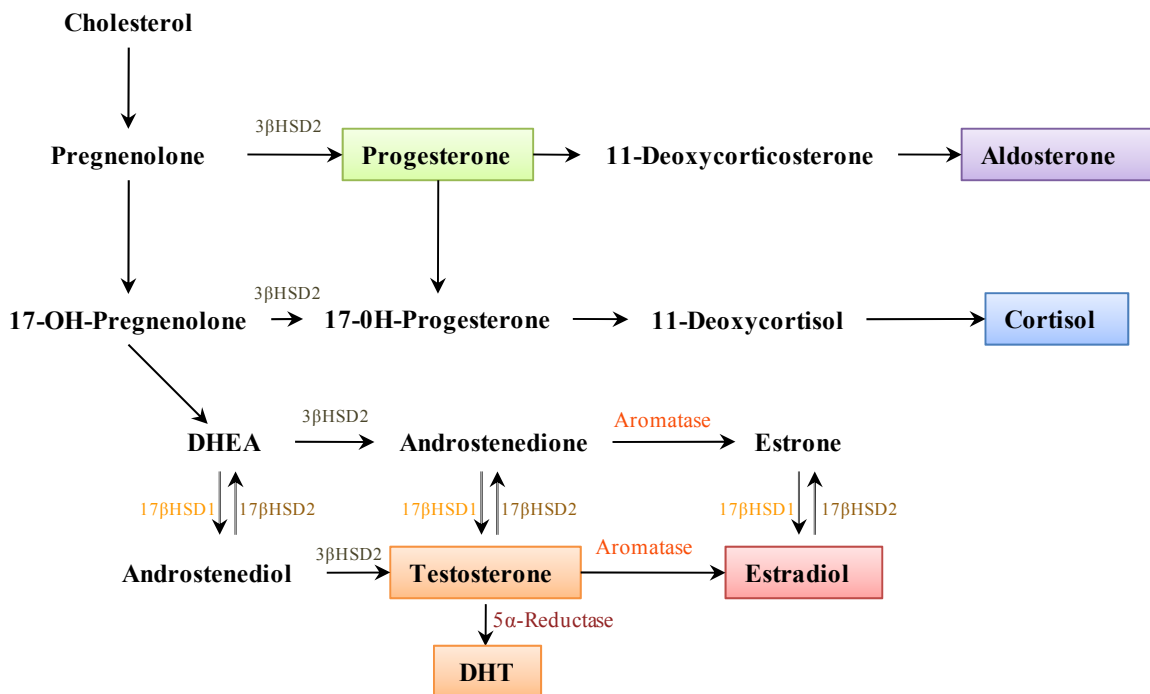 Cholesterol
3βHSD2
Pregnenolone
Progesterone
11-Deoxycorticosterone
Aldosterone
3βHSD2
17-OH-Pregnenolone
17-0H-Progesterone
11-Deoxycortisol
Cortisol
3βHSD2
Aromatase
DHEA
Androstenedione
Estrone
17βHSD1
17βHSD2
17βHSD1
17βHSD2
17βHSD1
17βHSD2
3βHSD2
Aromatase
Androstenediol
Testosterone
Estradiol
5α-Reductase
DHT